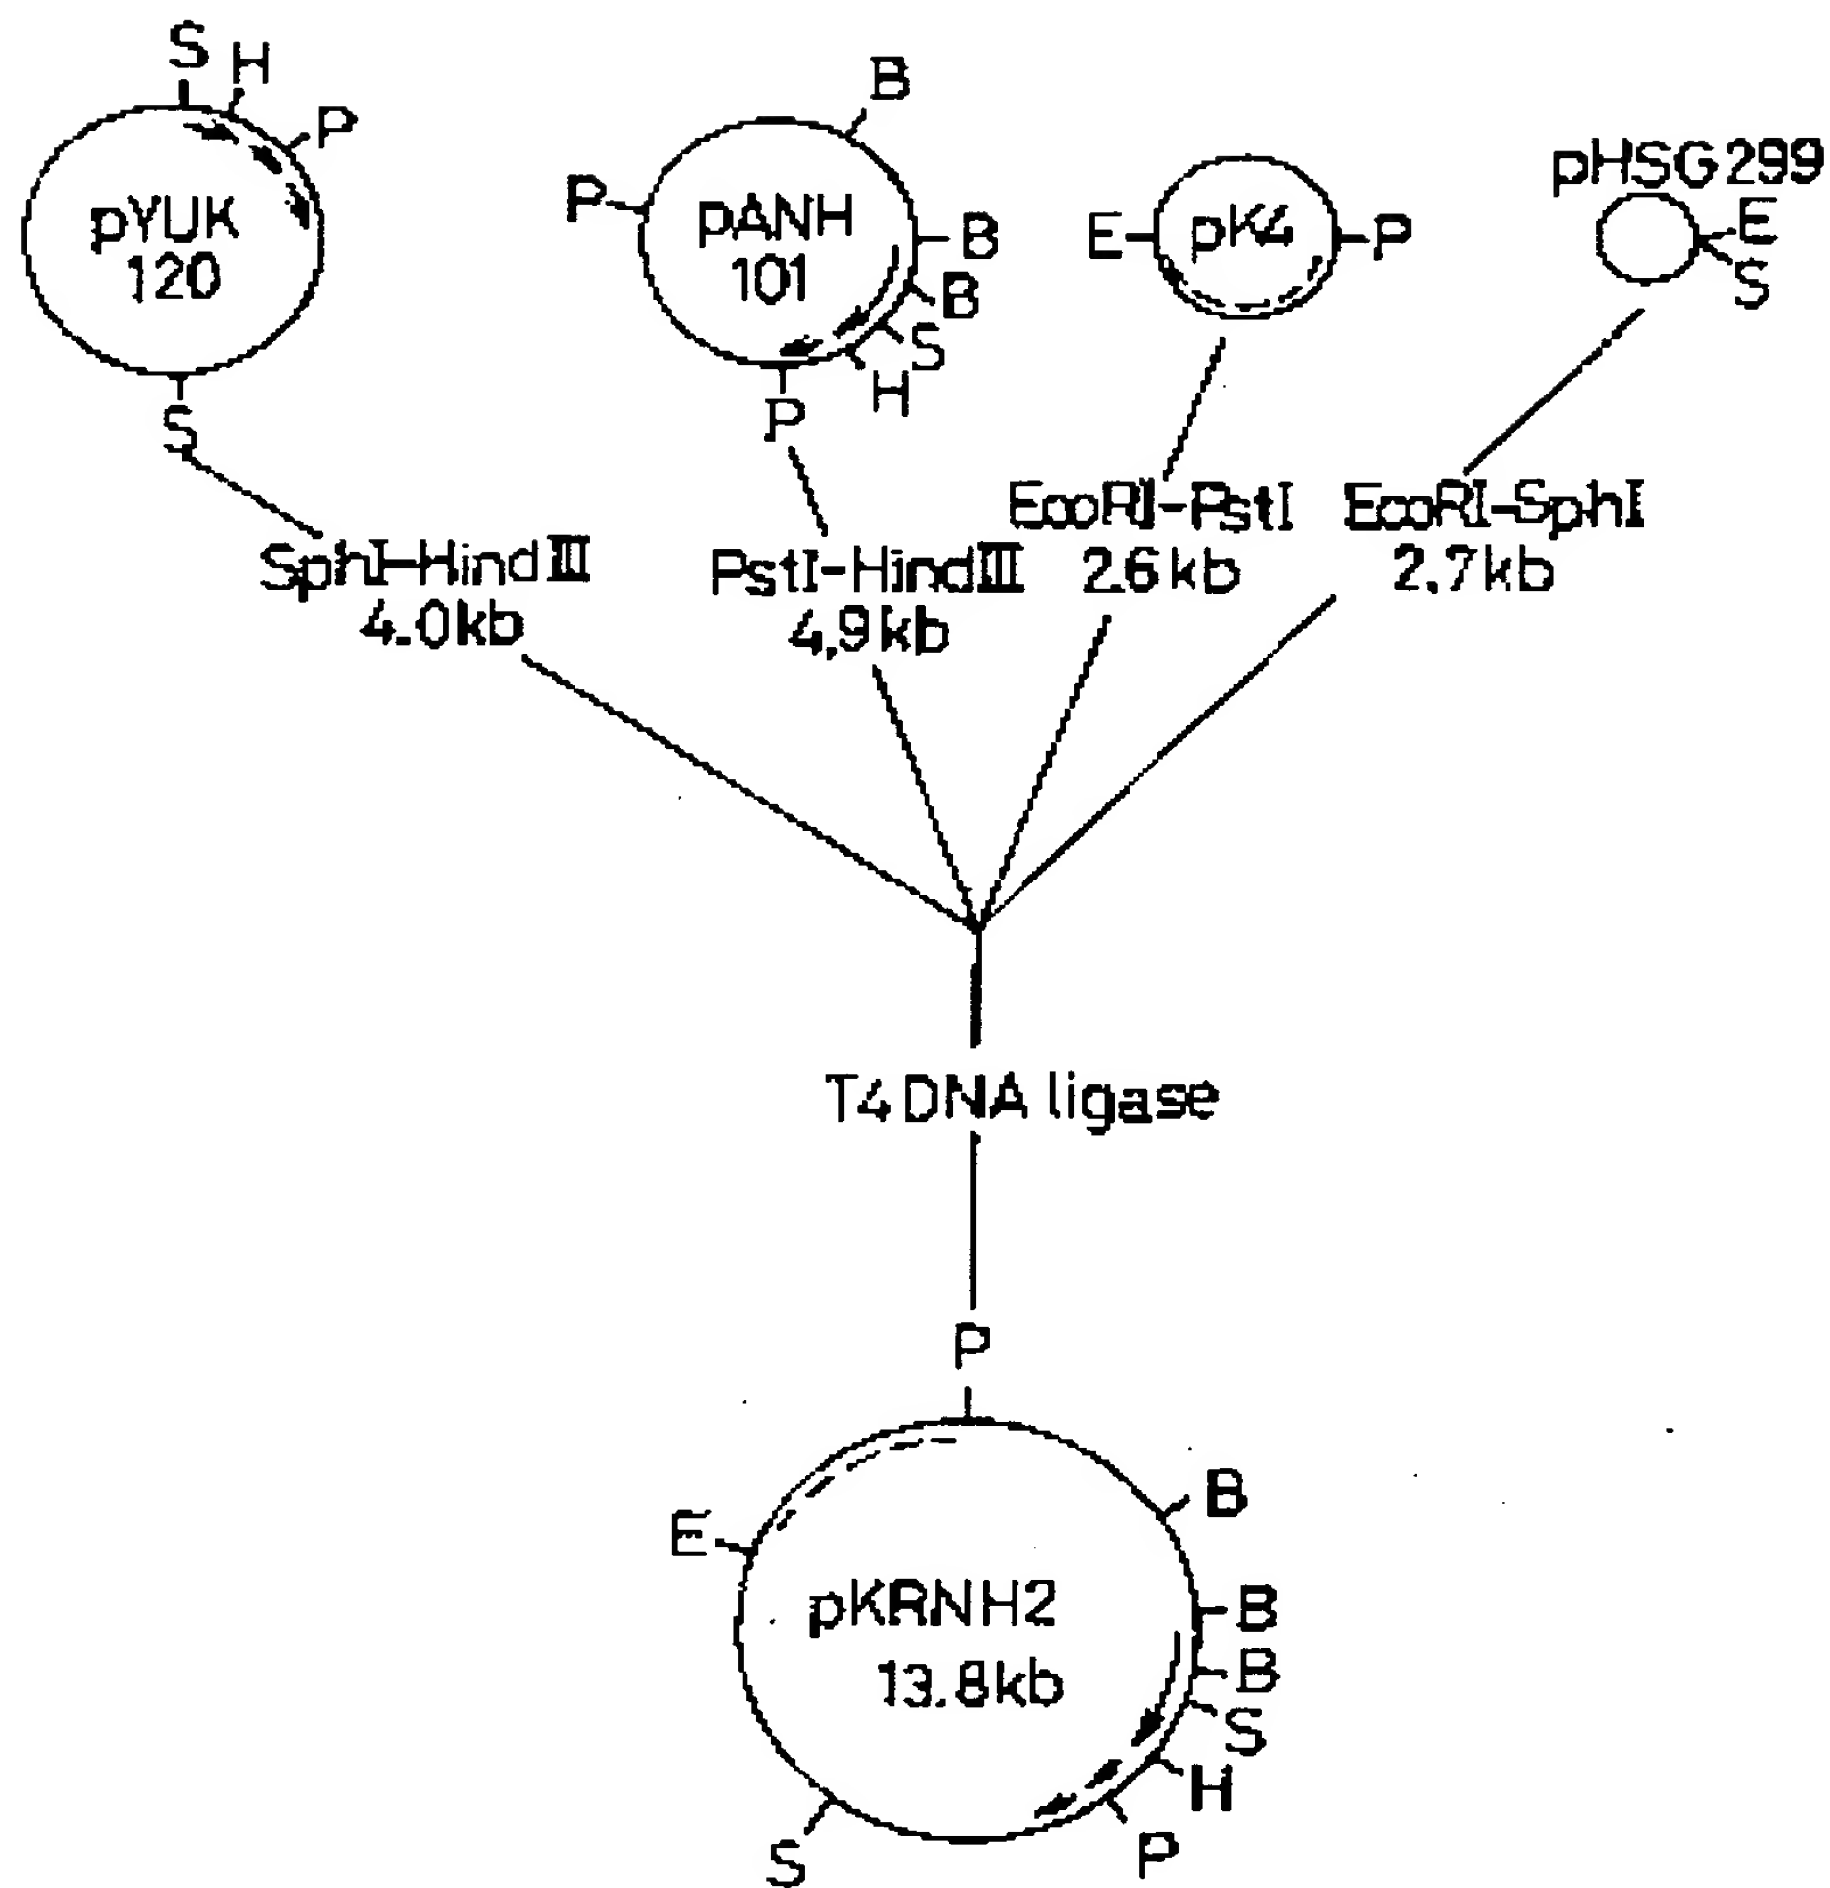 S
H
P
pYUK
120
S
B
P
pANH
101
B
B
S
H
P
E
pK4
P
pHSG299
E
S
SphI-HindIII
4.0kb
PstI-HindIII
4.9kb
EcoRI-PstI
2.6kb
EcoRI-SphI
2.7kb
T4 DNA ligase
P
B
E
pKRNH2
13.8kb
B
B
S
H
P
S